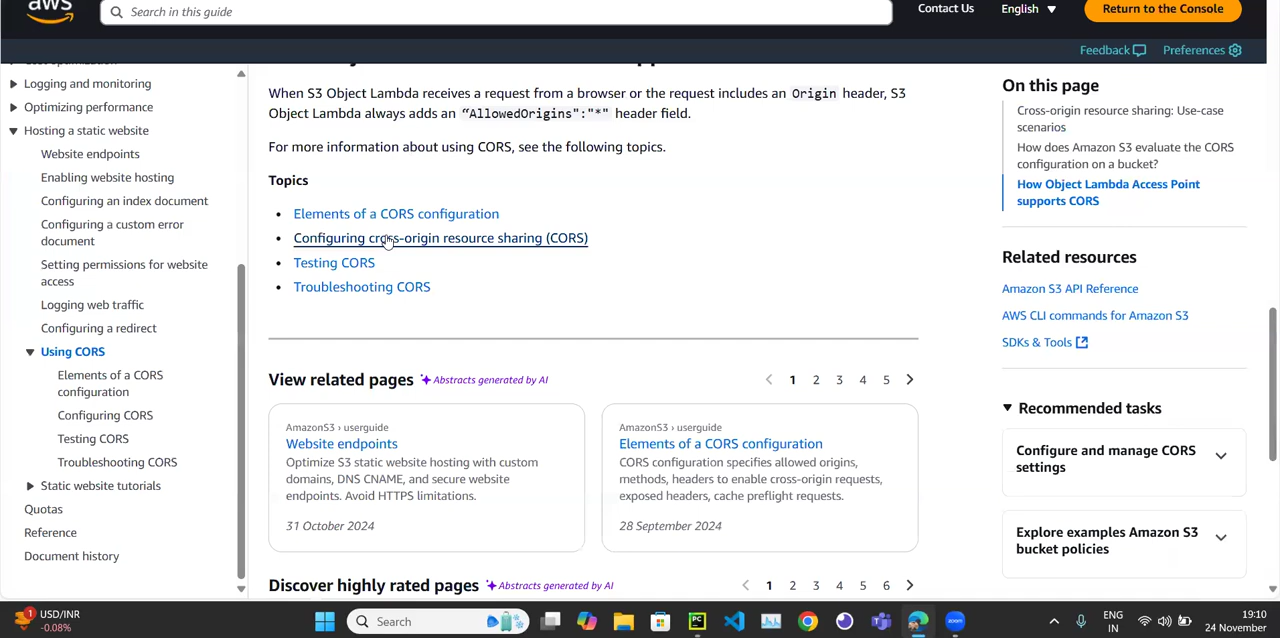 aws
Search in this guide
Contact Us
English
Return to the Console
Feedback
Preferences
Logging and monitoring
Optimizing performance
Hosting a static website
Website endpoints
Enabling website hosting
Configuring an index document
Configuring a custom error
document
Setting permissions for website
access
Logging web traffic
Configuring a redirect
Using CORS
Elements of a CORS
configuration
Configuring CORS
Testing CORS
Troubleshooting CORS
Static website tutorials
Quotas
Reference
Document history
When S3 Object Lambda receives a request from a browser or the request includes an Origin header, S3
Object Lambda always adds an “AllowedOrigins":"*" header field.
For more information about using CORS, see the following topics.
Topics
• Elements of a CORS configuration
• Configuring cross-origin resource sharing (CORS)
• Testing CORS
• Troubleshooting CORS
View related pages
Abstracts generated by AI
1 2 3 4 5
AmazonS3 › userguide
Website endpoints
Optimize S3 static website hosting with custom
domains, DNS CNAME, and secure website
endpoints. Avoid HTTPS limitations.
31 October 2024
AmazonS3 › userguide
Elements of a CORS configuration
CORS configuration specifies allowed origins,
methods, headers to enable cross-origin requests,
exposed headers, cache preflight requests.
28 September 2024
Discover highly rated pages
Abstracts generated by AI
1 2 3 4 5 6
On this page
Cross-origin resource sharing: Use-case
scenarios
How does Amazon S3 evaluate the CORS
configuration on a bucket?
How Object Lambda Access Point
supports CORS
Related resources
Amazon S3 API Reference
AWS CLI commands for Amazon S3
SDKs & Tools
Recommended tasks
Configure and manage CORS
settings
Explore examples Amazon S3
bucket policies
1
USD/INR
-0.08%
Search
PC
zoom
ENG
IN
19:10
24 November